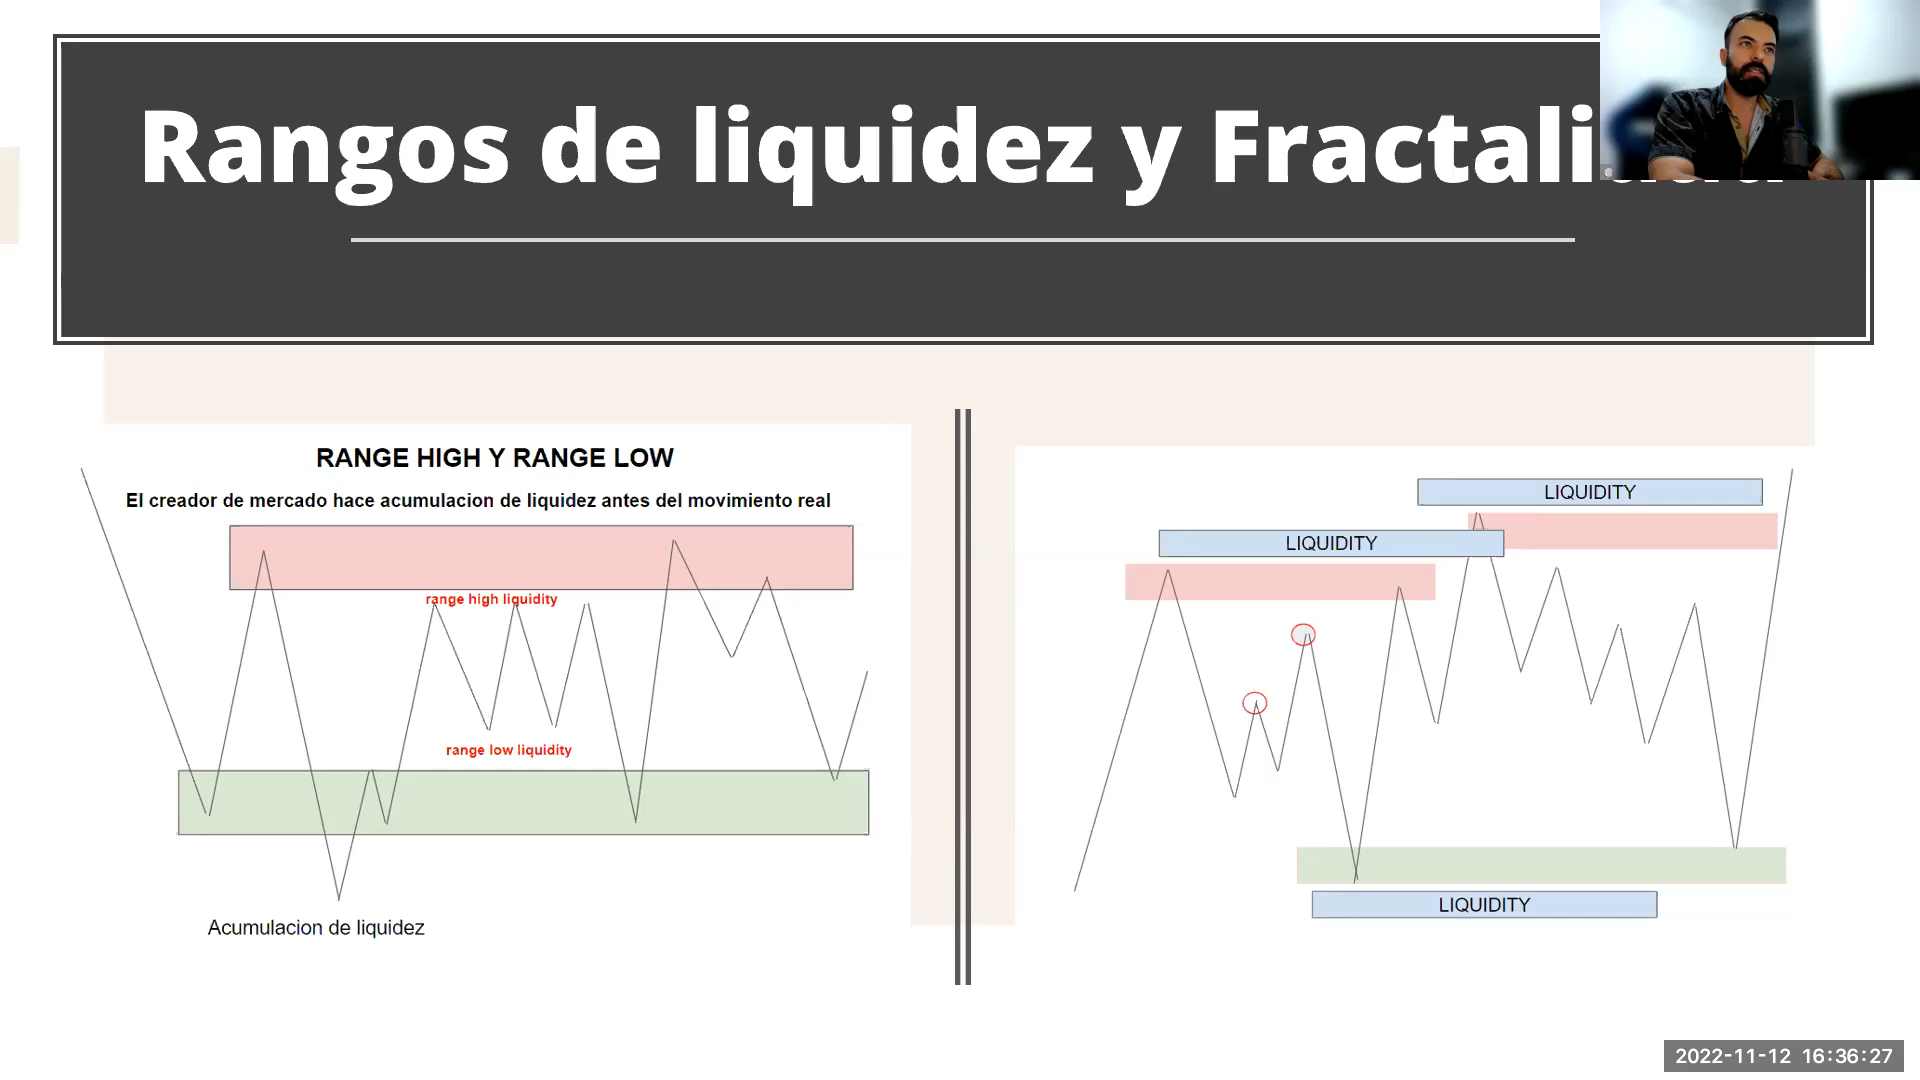 Rangos de liquidez y Fractali
RANGE HIGH Y RANGE LOW
El creador de mercado hace acumulacion de liquidez antes del movimiento real
range high liquidity
range low liquidity
Acumulacion de liquidez
LIQUIDITY
LIQUIDITY
LIQUIDITY
2022-11-12 16:36:27